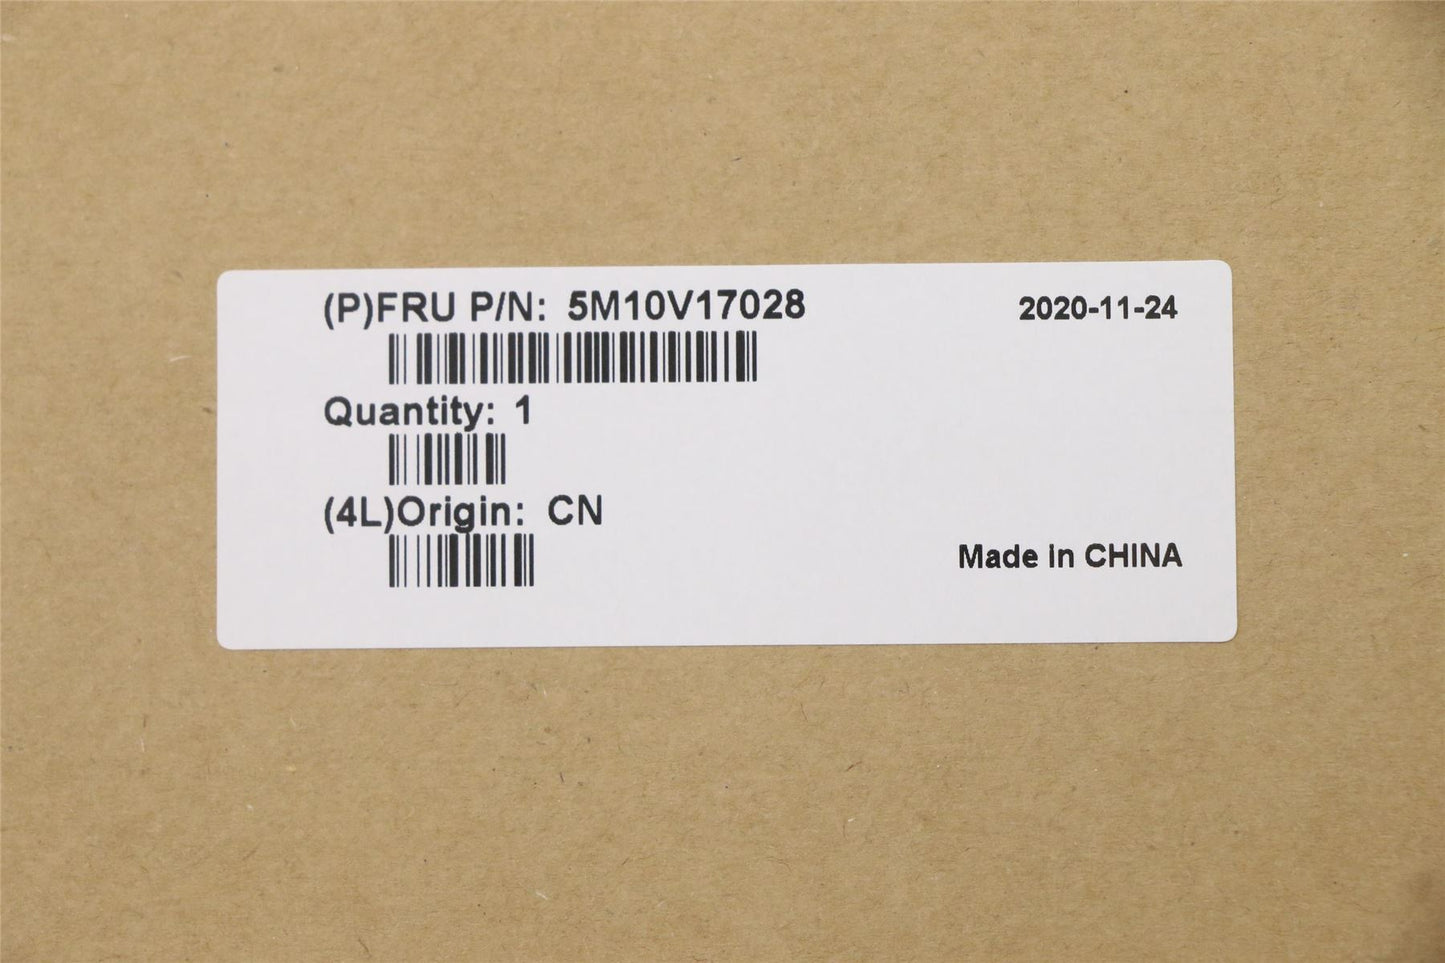 (P)FRU P/N: 5M10V17028
2020-11-24
Quantity: 1
(4L)Origin: CN
Made In CHINA